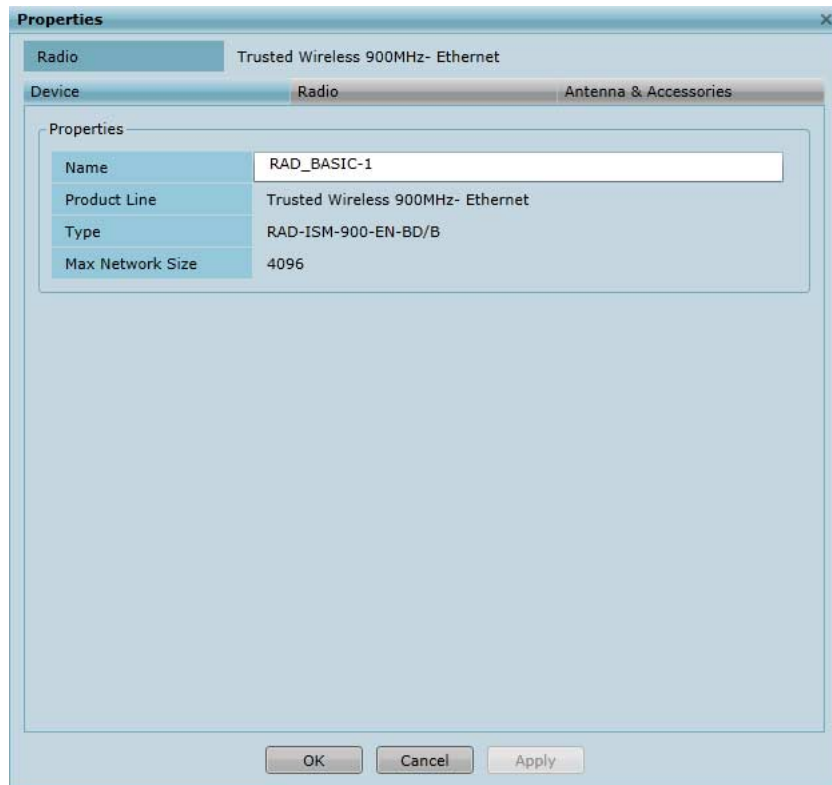 Properties
Radio Trusted Wireless 900MHz- Ethernet
Device Radio Antenna & Accessories
Properties
Name RAD_BASIC-1
Product Line Trusted Wireless 900MHz- Ethernet
Type RAD-ISM-900-EN-BD/B
Max Network Size 4096
OK Cancel Apply